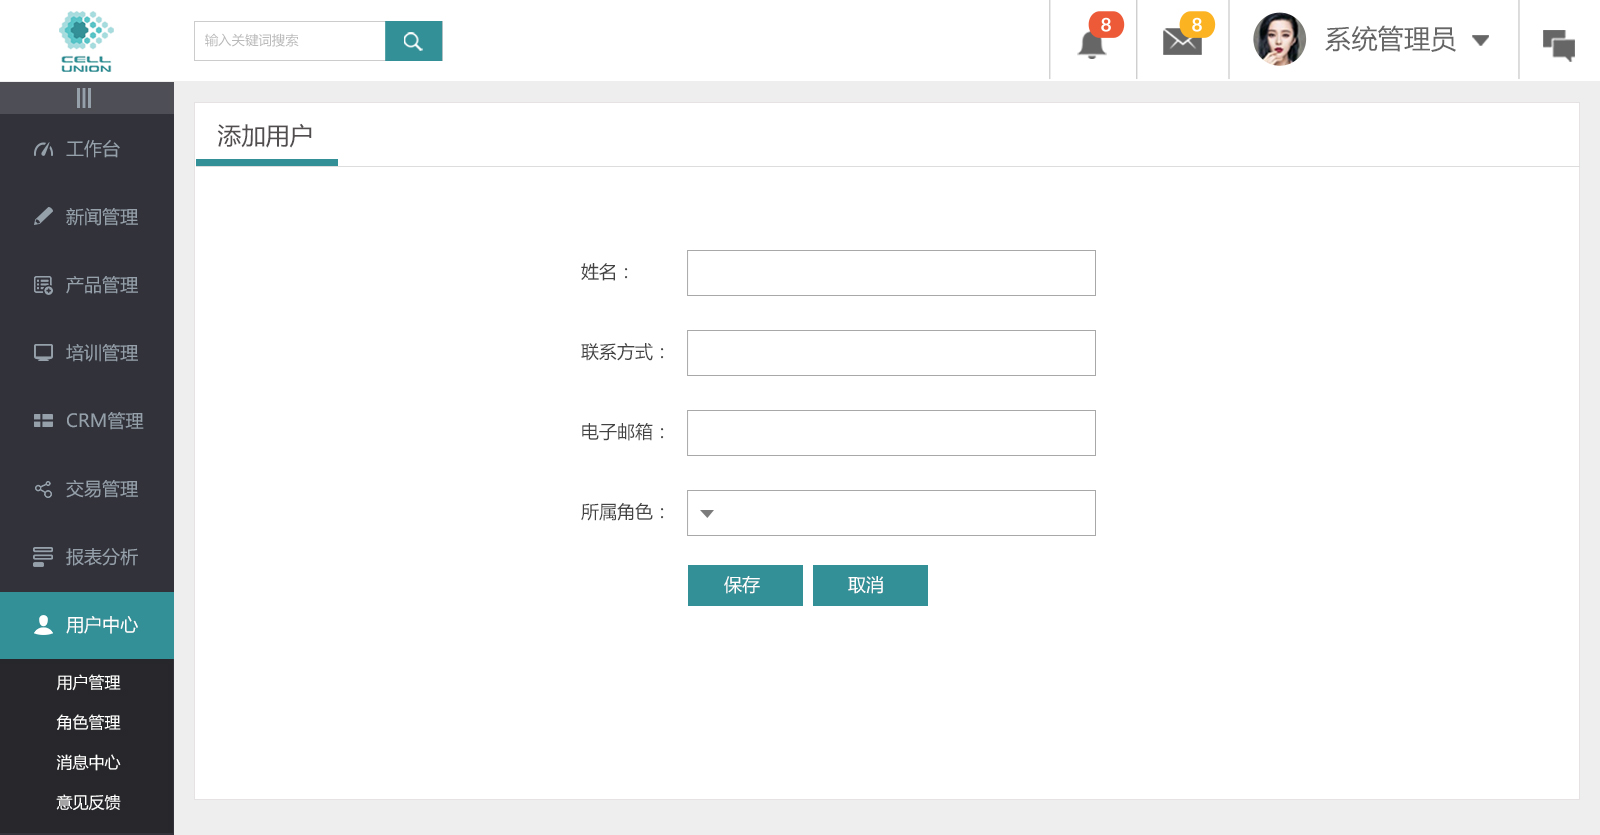 CELL
UNION
输入关键词搜索
8
8
系统管理员
工作台
新闻管理
产品管理
培训管理
CRM管理
交易管理
报表分析
用户中心
用户管理
角色管理
消息中心
意见反馈
添加用户
姓名：
联系方式：
电子邮箱：
所属角色：
保存
取消